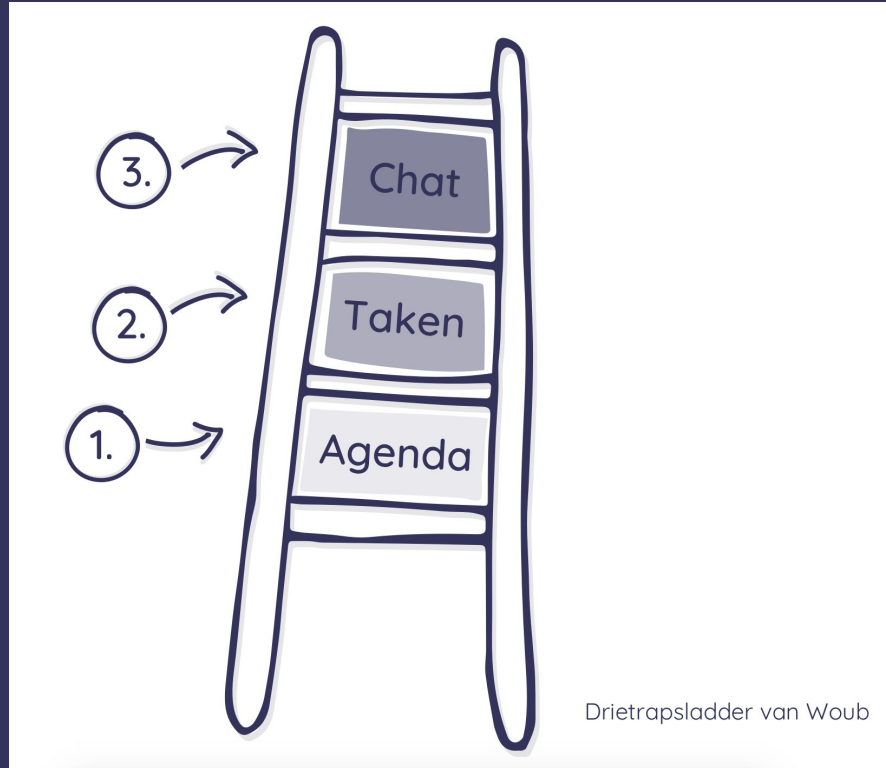 3.
Chat
2.
Taken
1.
Agenda
Drietrapsladder van Woub